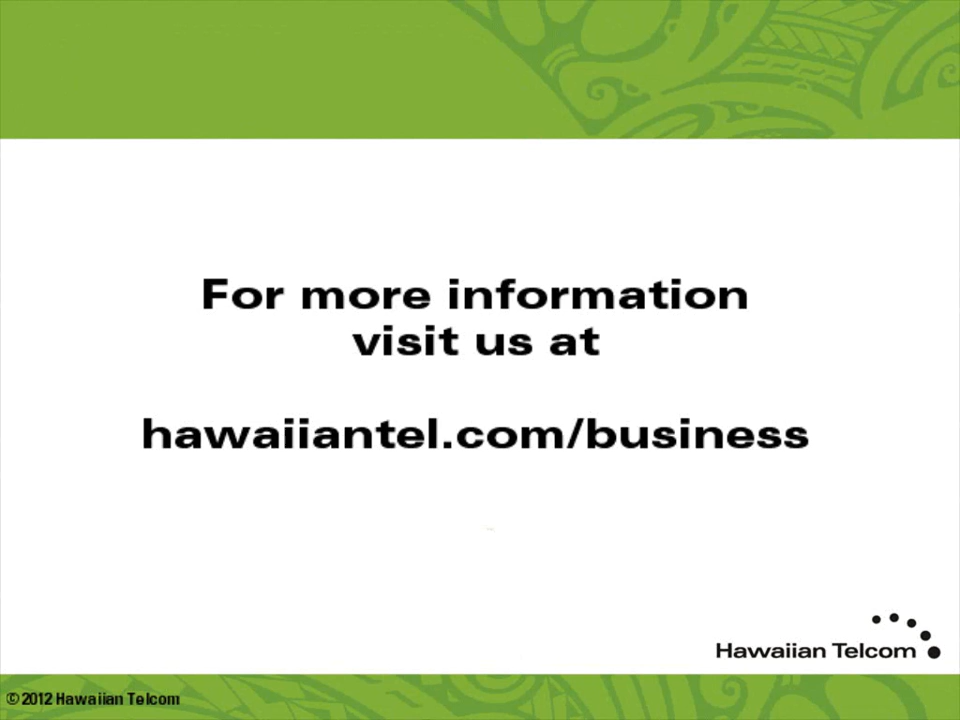 For more information
visit us at
hawaiiantel.com/business
Hawaiian Telcom
© 2012 Hawaiian Telcom